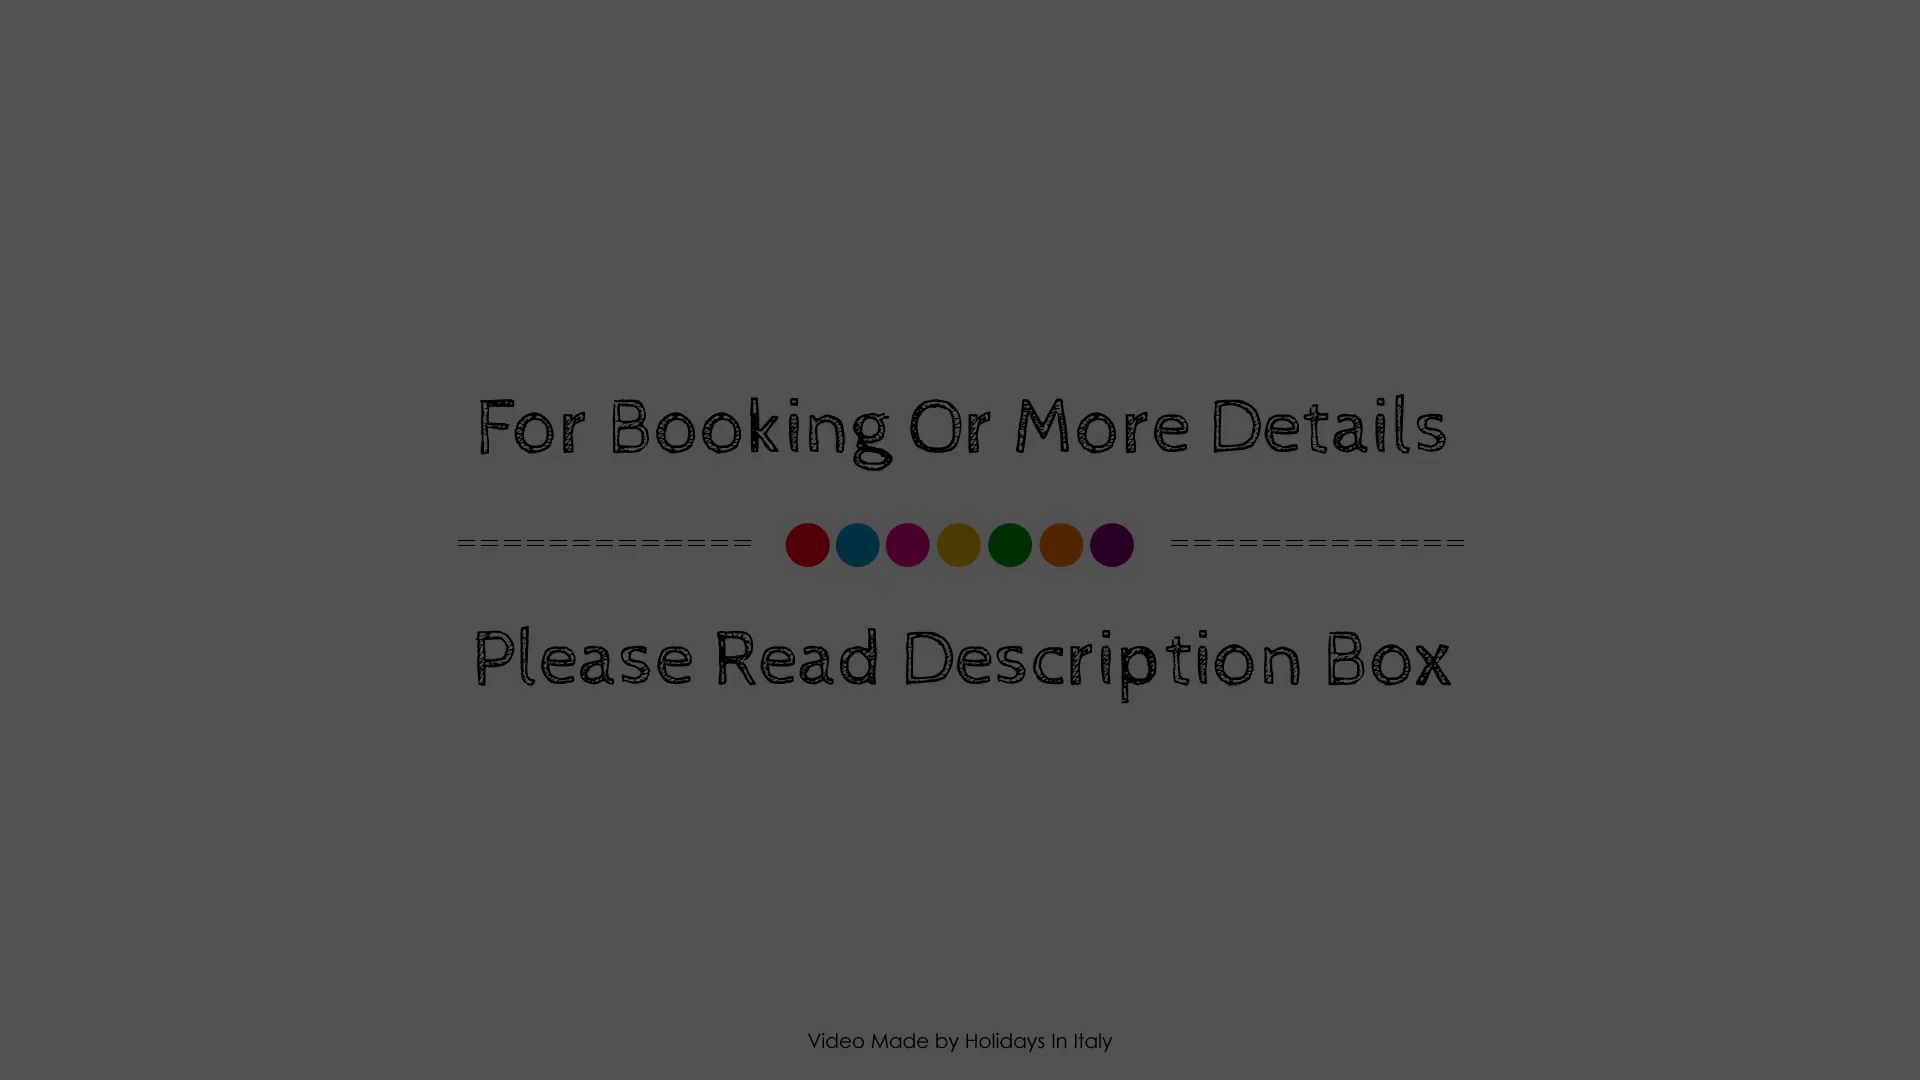 For Booking Or More Details
============= =============
Please Read Description Box
Video Made by Holidays In Italy